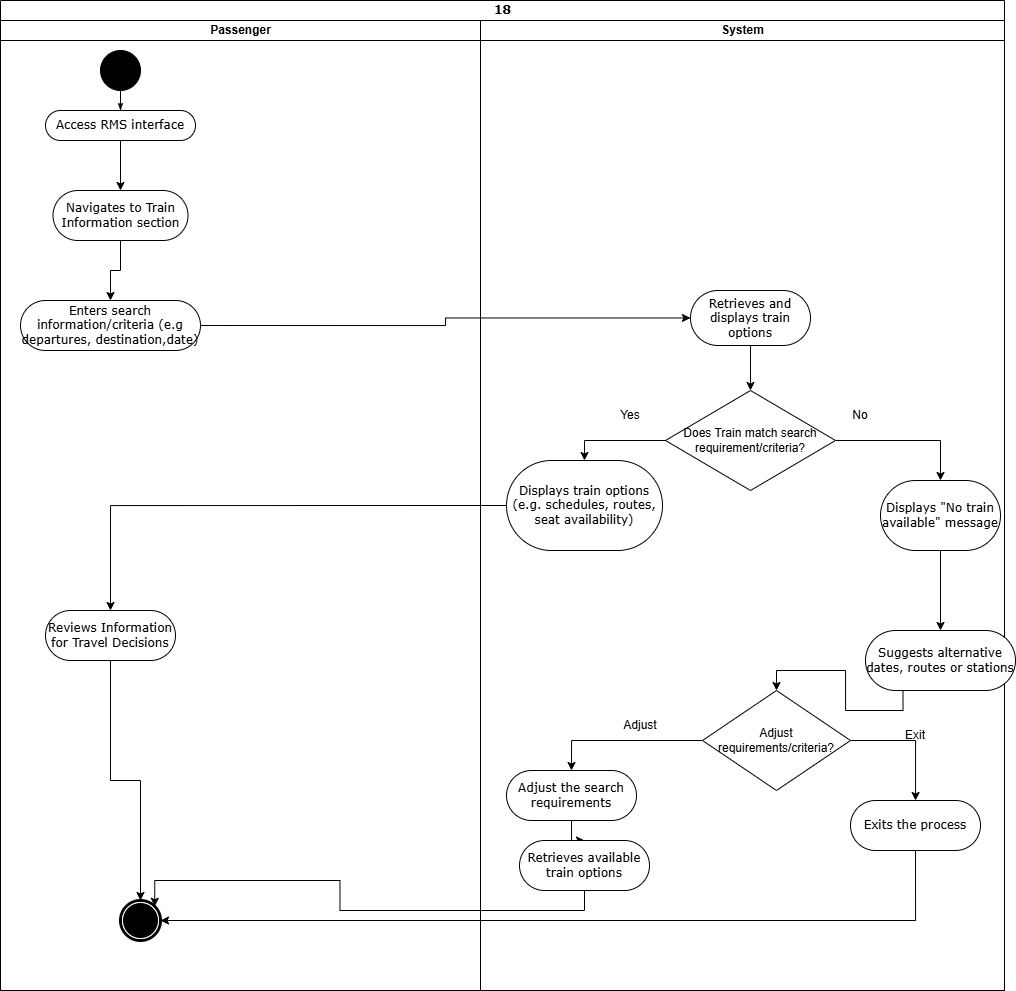 18
Passenger
System
Access RMS interface
Navigates to Train
Information section
Enters search
information/criteria (e.g
departures, destination,date)
Retrieves and
displays train
options
Yes
No
Does Train match search
requirement/criteria?
Displays train options
(e.g. schedules, routes,
seat availability)
Displays "No train
available" message
Reviews Information
for Travel Decisions
Suggests alternative
dates, routes or stations
Adjust
Adjust
requirements/criteria?
Exit
Adjust the search
requirements
Exits the process
Retrieves available
train options